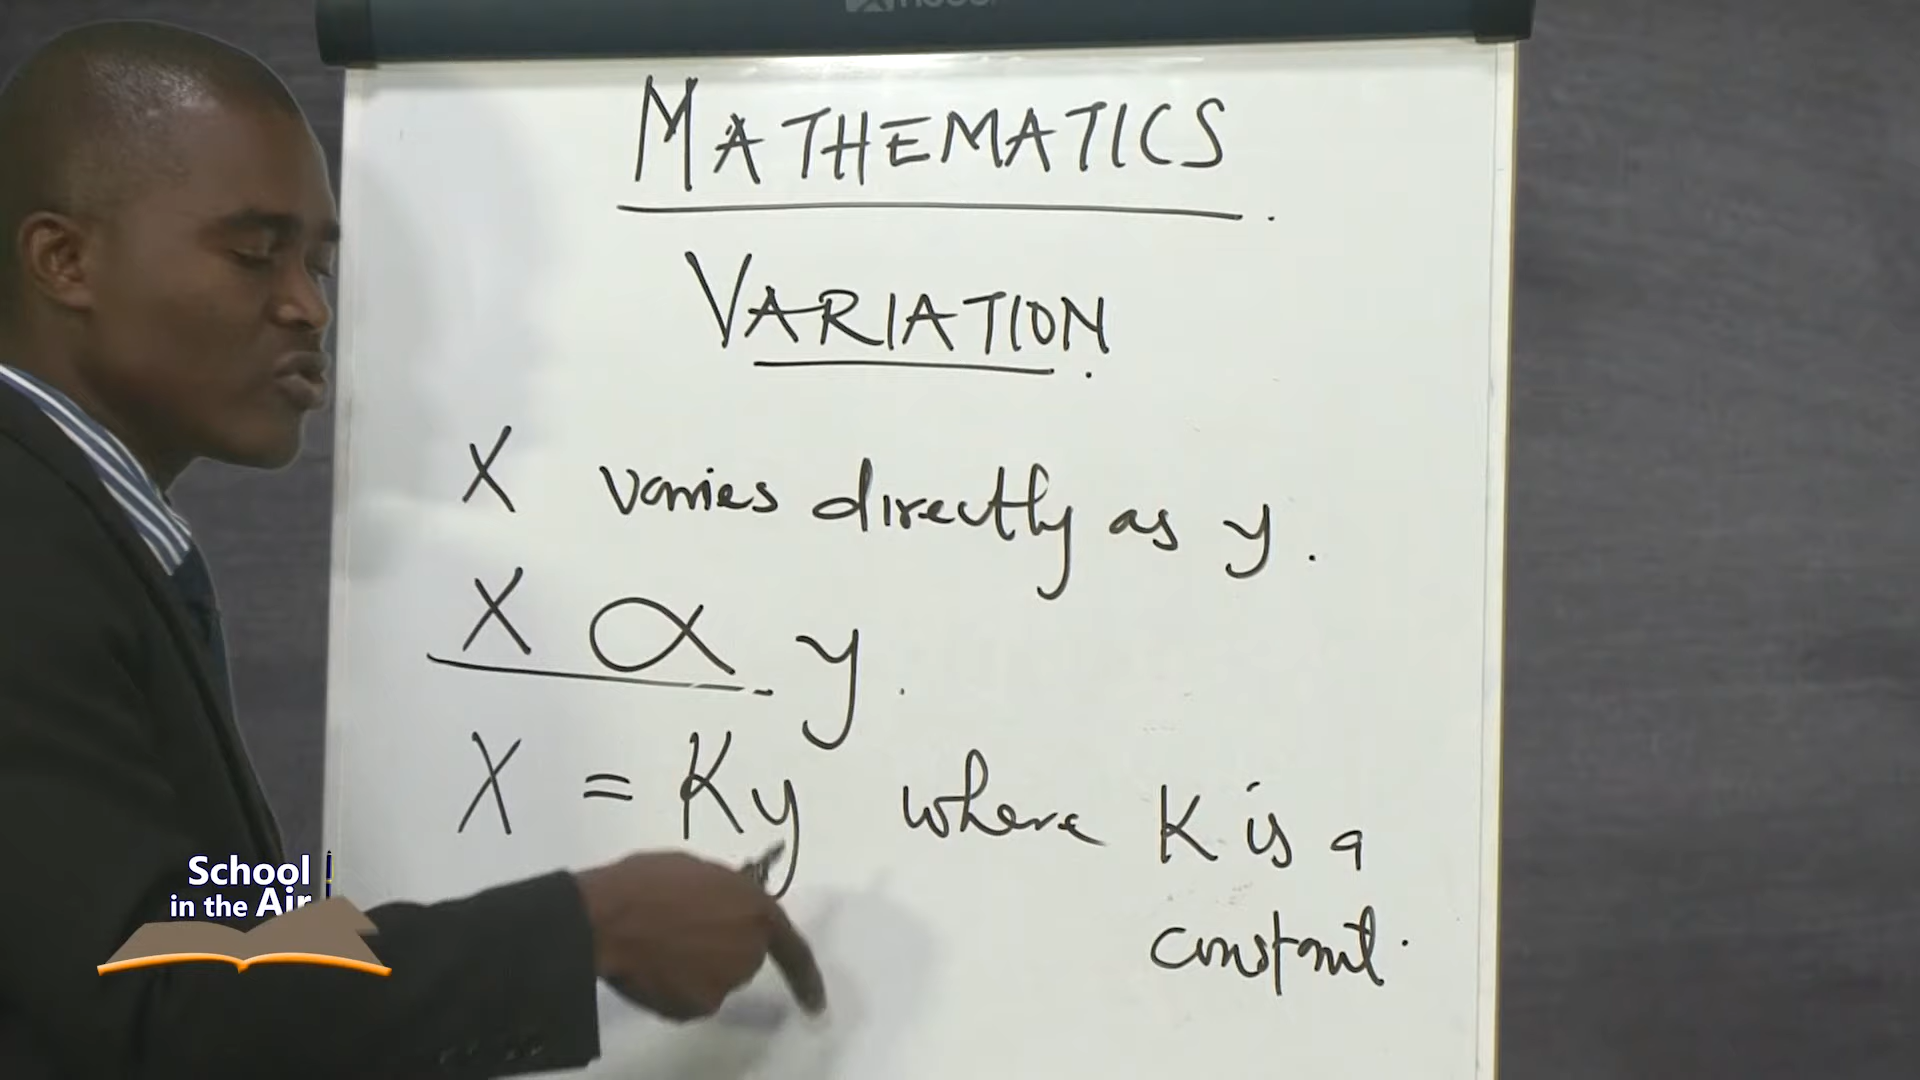 MATHEMATICS
VARIATION
X varies directly as y.
X ∝ y.
X = Ky where K is a
constant.
School
in the Air